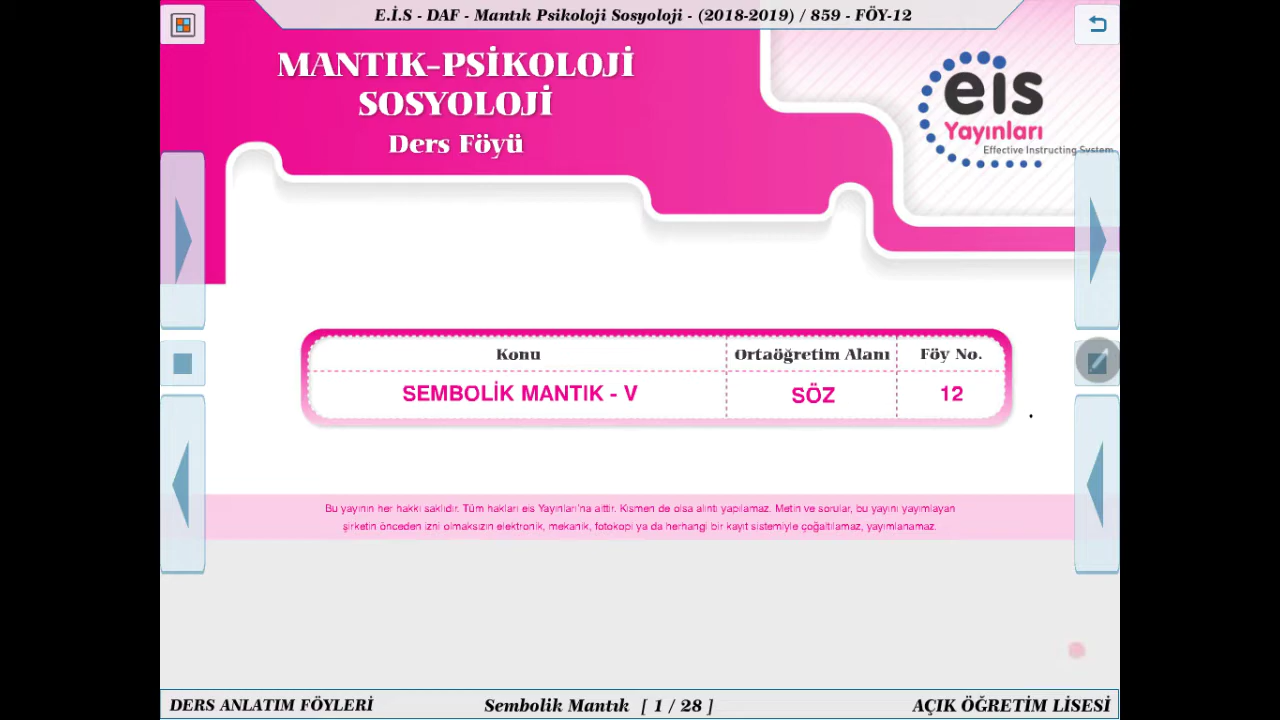 E.İ.S - DAF - Mantık Psikoloji Sosyoloji - (2018-2019) / 859 - FÖY-12
MANTIK-PSİKOLOJİ
SOSYOLOJİ
Ders Föyü
eis
Yayınları
Effective Instructing System
Konu
Ortaöğretim Alanı
Föy No.
SEMBOLİK MANTIK - V
SÖZ
12
Bu yayının her hakkı saklıdır. Tüm hakları eis Yayınları'na aittir. Kısmen de olsa alıntı yapılamaz. Metin ve sorular, bu yayını yayımlayan
şirketin önceden izni olmaksızın elektronik, mekanik, fotokopi ya da herhangi bir kayıt sistemiyle çoğaltılamaz, yayımlanamaz.
DERS ANLATIM FÖYLERİ
Sembolik Mantık [ 1 / 28 ]
AÇIK ÖĞRETİM LİSESİ